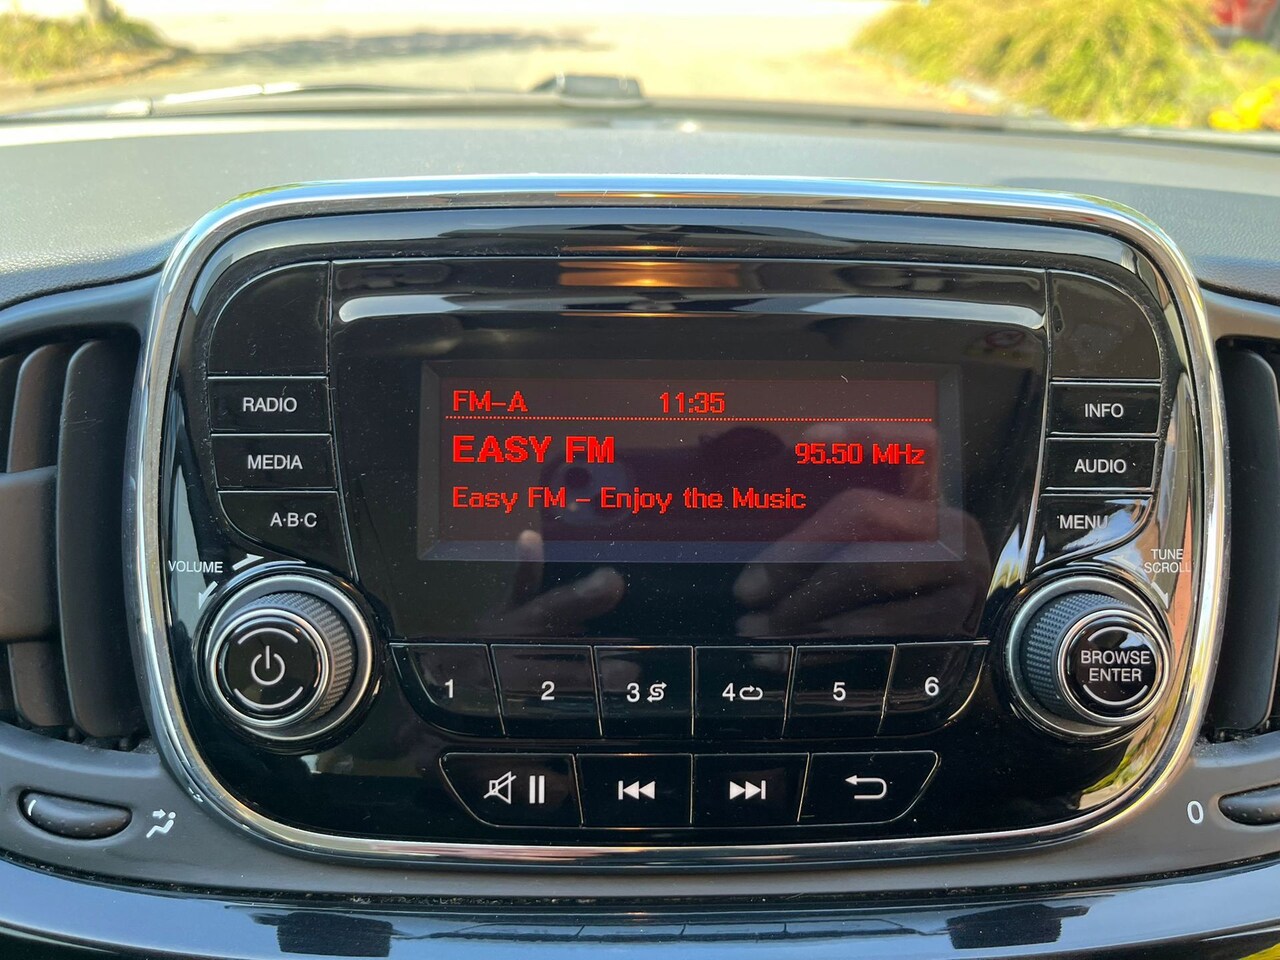 FM-A 11:35
EASY FM 95.50 MHz
Easy FM - Enjoy the Music
RADIO
MEDIA
A·B·C
INFO
AUDIO
MENU
VOLUME
TUNE
SCROLL
BROWSE
ENTER
1 2 3 4 5 6
0